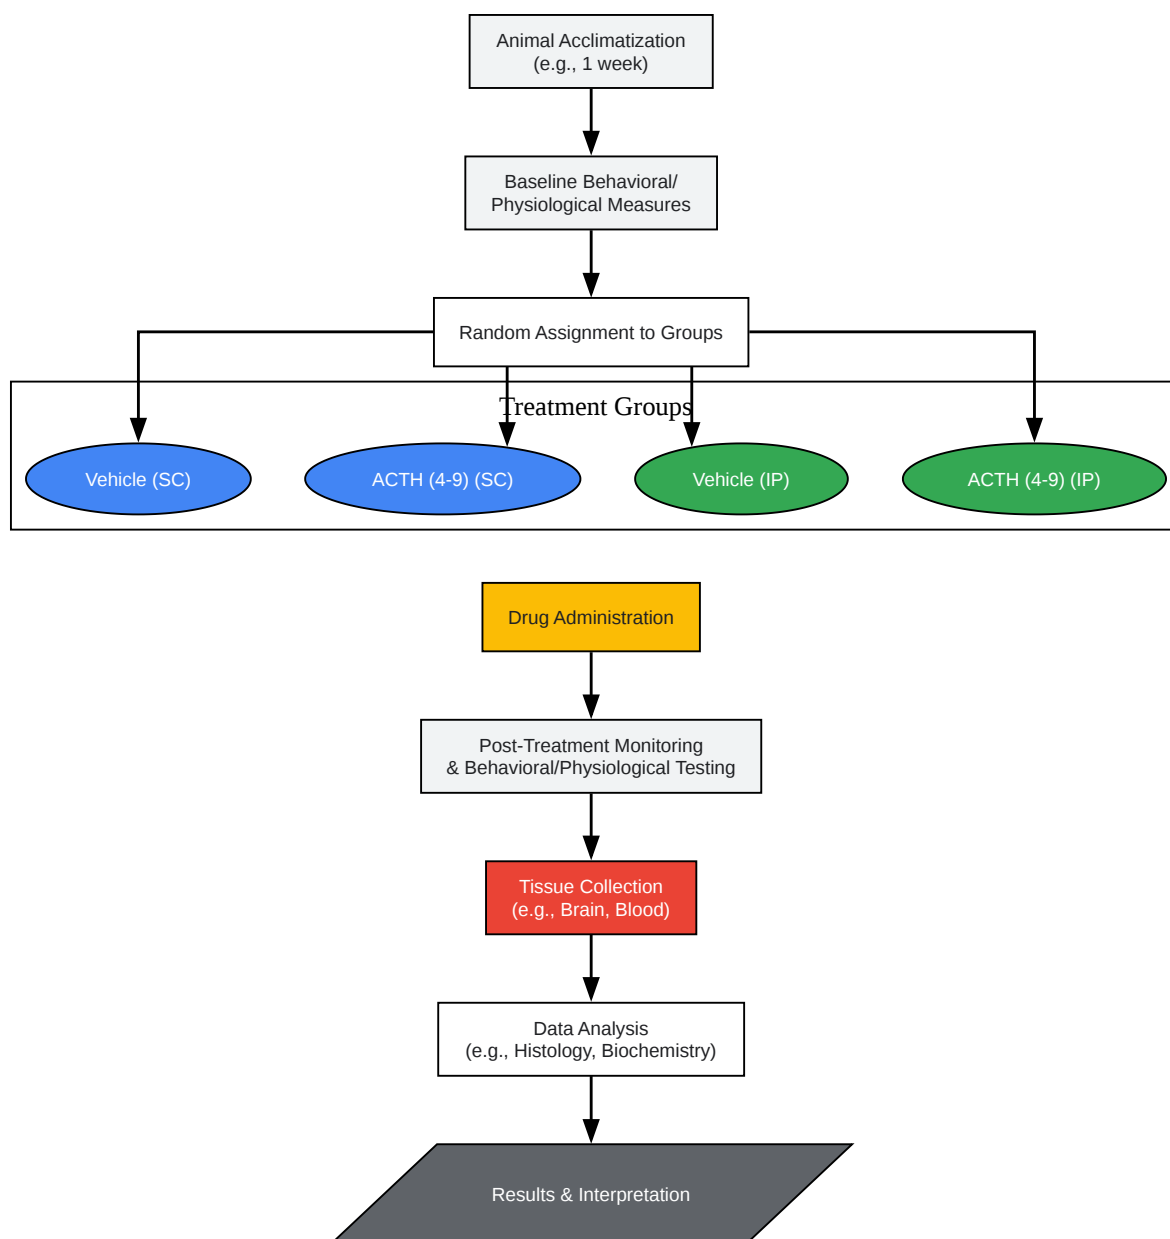 Animal Acclimatization
(e.g., 1 week)
Baseline Behavioral/
Physiological Measures
Random Assignment to Groups
Treatment Groups
Vehicle (SC)
ACTH (4-9) (SC)
Vehicle (IP)
ACTH (4-9) (IP)
Drug Administration
Post-Treatment Monitoring
& Behavioral/Physiological Testing
Tissue Collection
(e.g., Brain, Blood)
Data Analysis
(e.g., Histology, Biochemistry)
Results & Interpretation